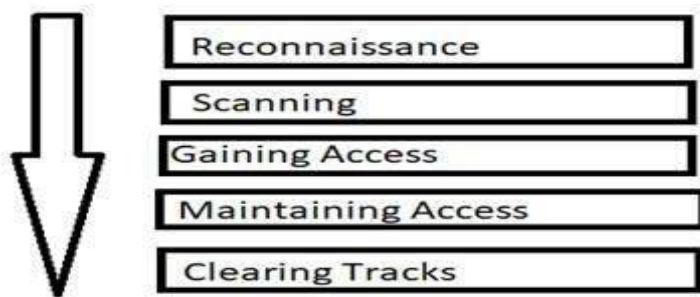 Reconnaissance
Scanning
Gaining Access
Maintaining Access
Clearing Tracks